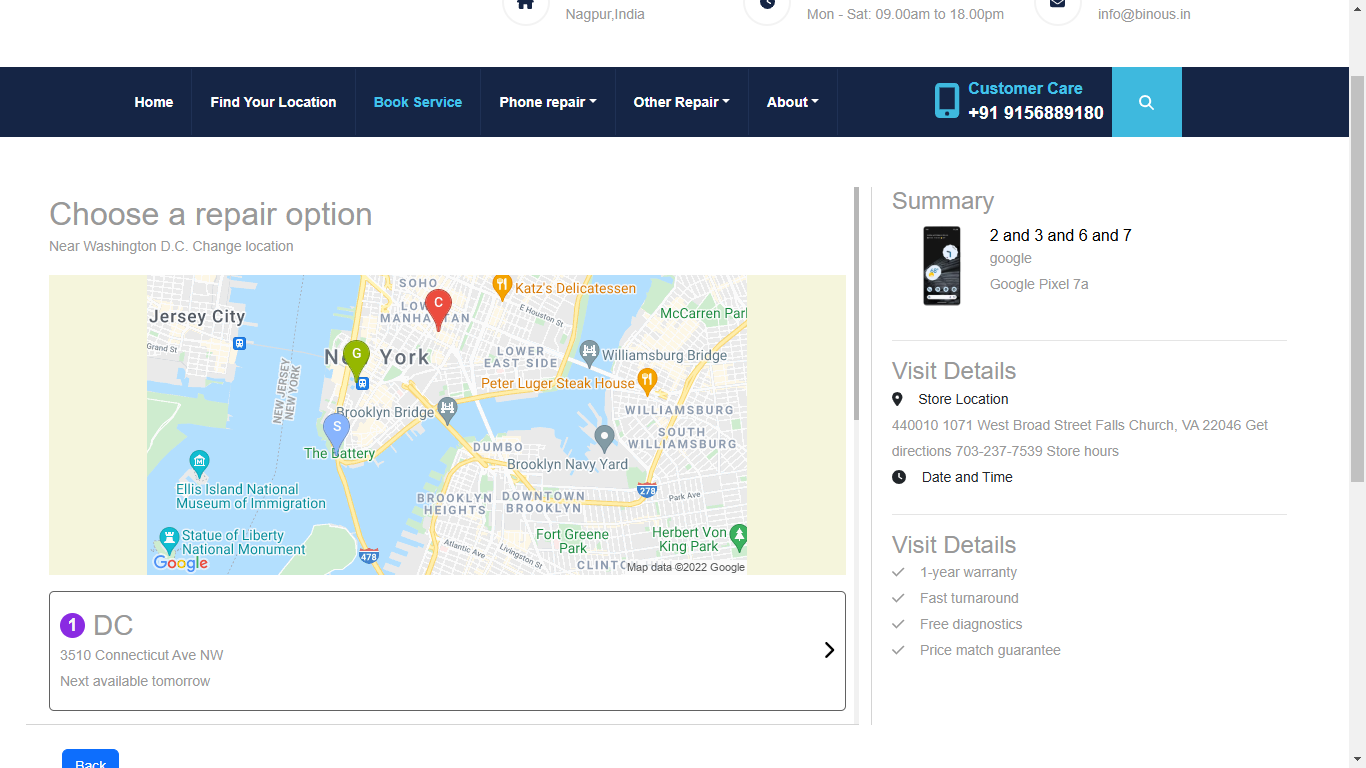 Nagpur,India
Mon - Sat: 09.00am to 18.00pm
info@binous.in
Home
Find Your Location
Book Service
Phone repair
Other Repair
About
Customer Care
+91 9156889180
Choose a repair option
Near Washington D.C. Change location
SOHO
Katz's Delicatessen
C
LOWER
MANHATTAN
E Houston St
McCarren Park
Jersey City
Grand St
G
New York
LOWER
EAST SIDE
Williamsburg Bridge
NEW JERSEY
NEW YORK
Peter Luger Steak House
Brooklyn Bridge
WILLIAMSBURG
S
The Battery
DUMBO
SOUTH
WILLIAMSBURG
Brooklyn Navy Yard
Ellis Island National
Museum of Immigration
278
Park Ave
BROOKLYN
HEIGHTS
DOWNTOWN
BROOKLYN
Statue of Liberty
National Monument
Fort Greene
Park
Herbert Von
King Park
478
Atlantic Ave
Livingston St
Google
CLINTO
Map data ©2022 Google
1 DC
3510 Connecticut Ave NW
Next available tomorrow
Back
Summary
2 and 3 and 6 and 7
google
Google Pixel 7a
Visit Details
Store Location
440010 1071 West Broad Street Falls Church, VA 22046 Get
directions 703-237-7539 Store hours
Date and Time
Visit Details
1-year warranty
Fast turnaround
Free diagnostics
Price match guarantee